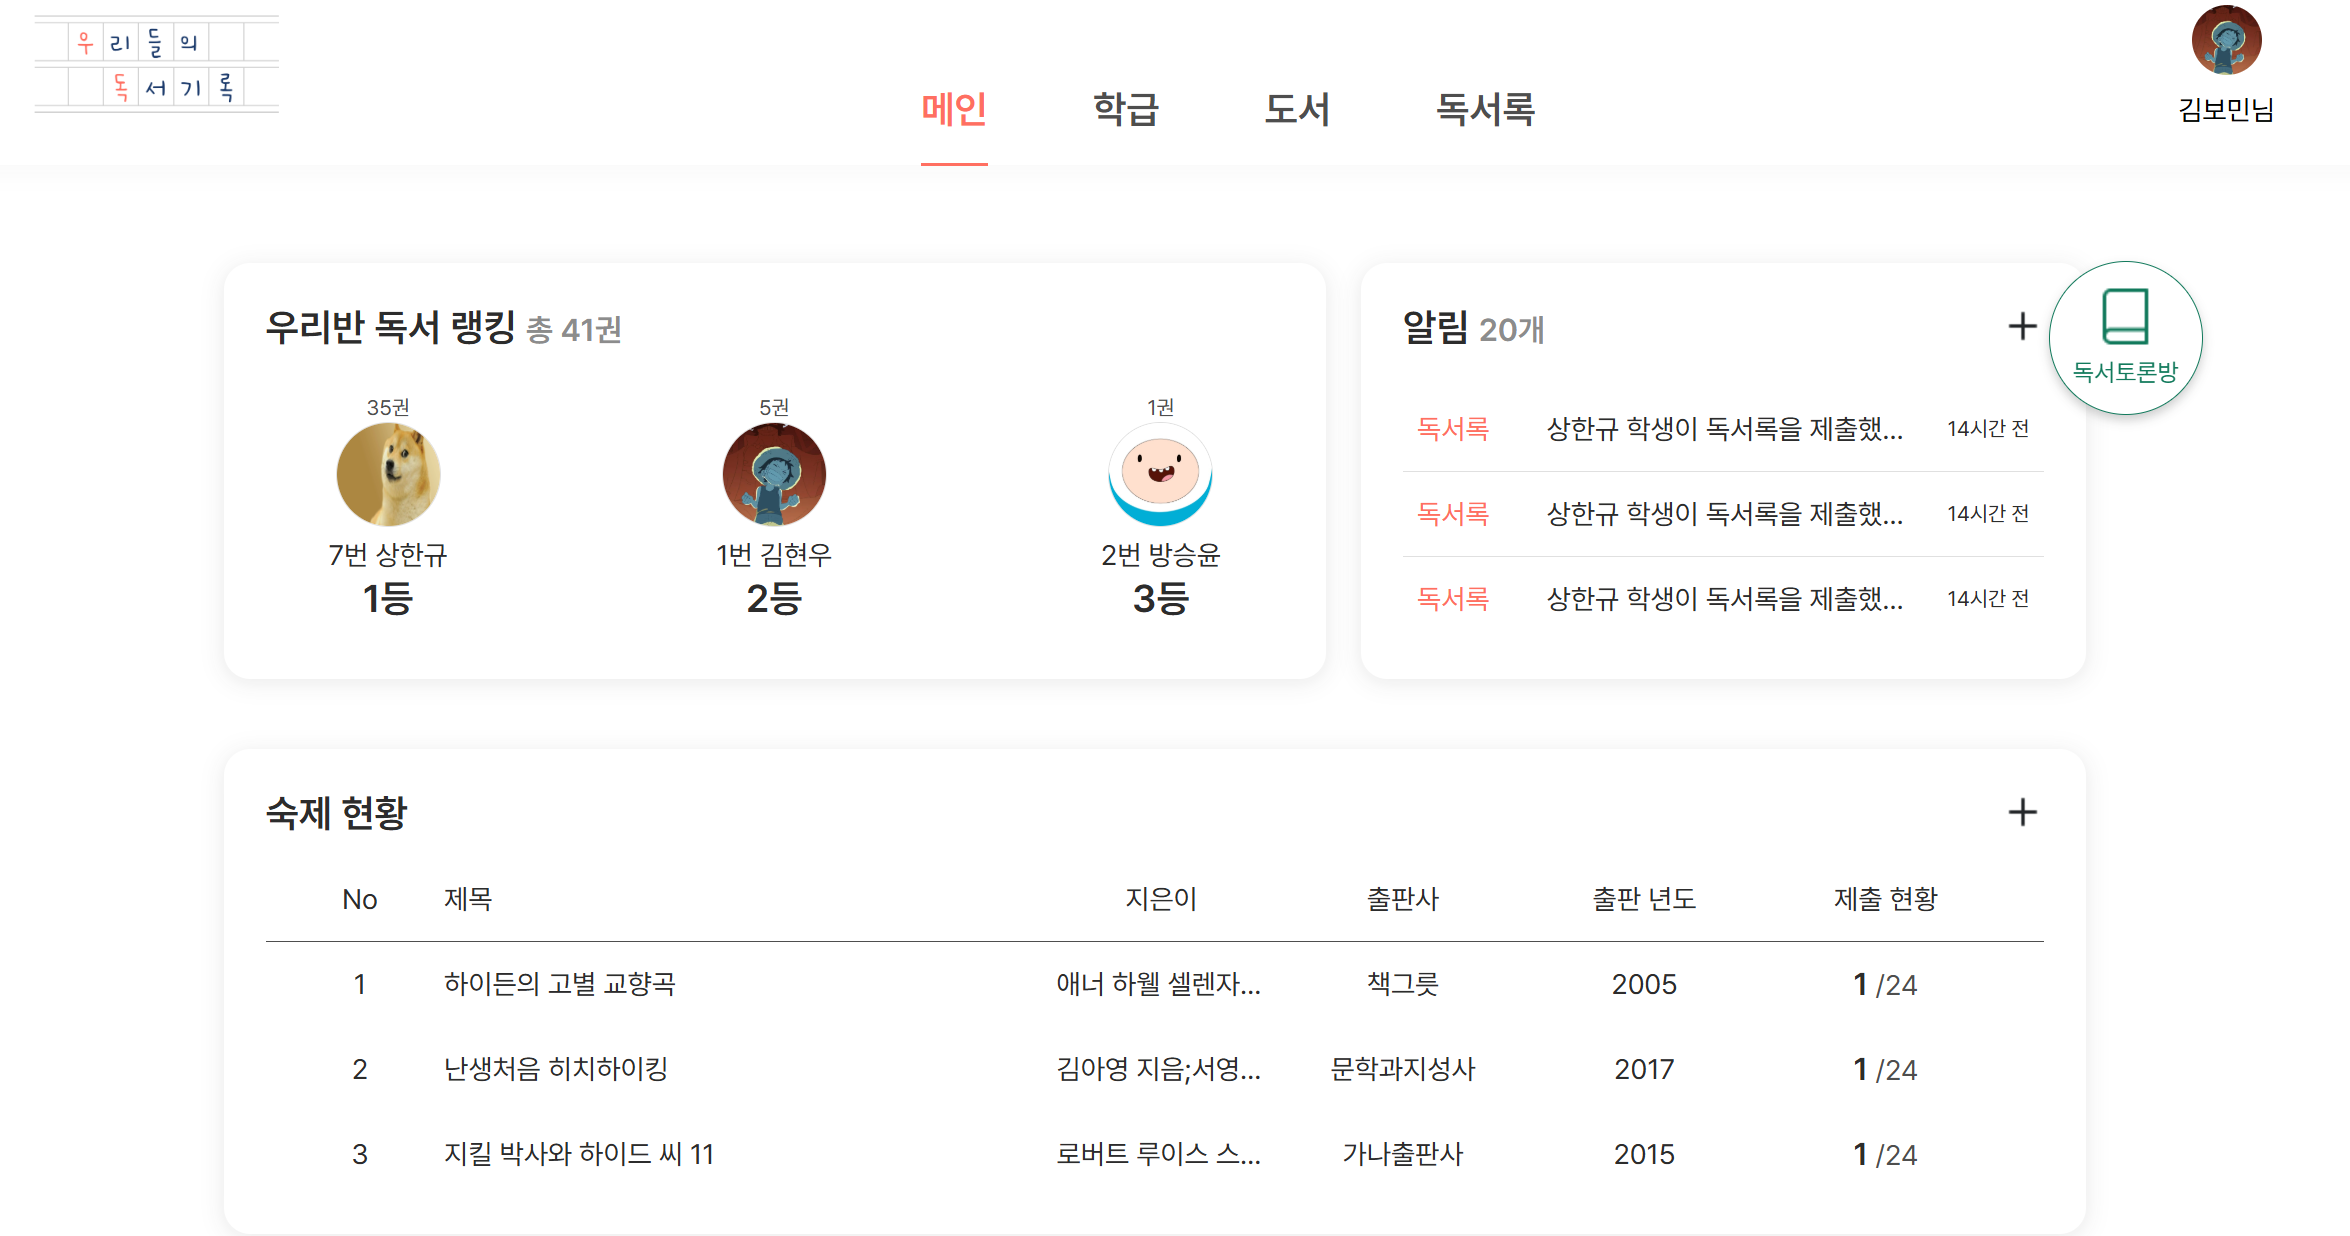 우리들의
독서기록
메인 학급 도서 독서록
김보민님
우리반 독서 랭킹 총 41권
35권 5권 1권
7번 상한규 1번 김현우 2번 방승윤
1등 2등 3등
알림 20개
독서토론방
독서록 상한규 학생이 독서록을 제출했... 14시간 전
독서록 상한규 학생이 독서록을 제출했... 14시간 전
독서록 상한규 학생이 독서록을 제출했... 14시간 전
숙제 현황
No 제목 지은이 출판사 출판 년도 제출 현황
1 하이든의 고별 교향곡 애너 하웰 셀렌자... 책그릇 2005 1 /24
2 난생처음 히치하이킹 김아영 지음;서영... 문학과지성사 2017 1 /24
3 지킬 박사와 하이드 씨 11 로버트 루이스 스... 가나출판사 2015 1 /24